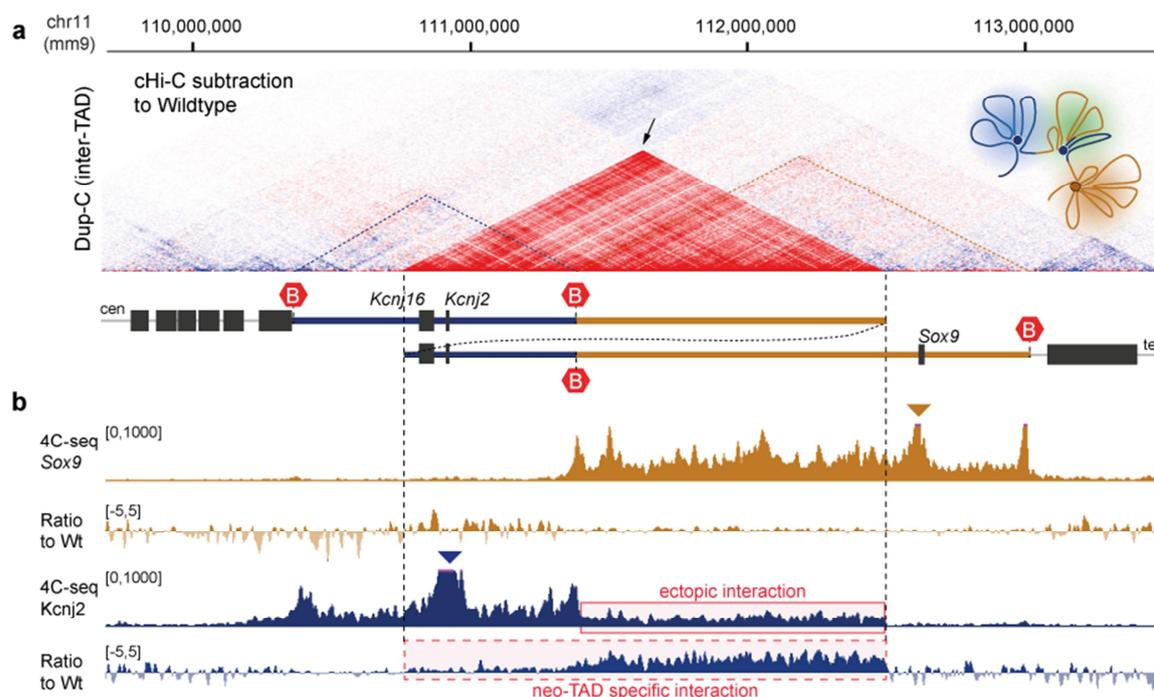 a
chr11
(mm9)
110,000,000 111,000,000 112,000,000 113,000,000
cHi-C subtraction
to Wildtype
Dup-C (inter-TAD)
B B
cen Kcnj16 Kcnj2
Sox9 B
te
B
b
4C-seq [0,1000]
Sox9
Ratio [-5,5]
to Wt
4C-seq [0,1000]
Kcnj2
ectopic interaction
Ratio [-5,5]
to Wt
neo-TAD specific interaction